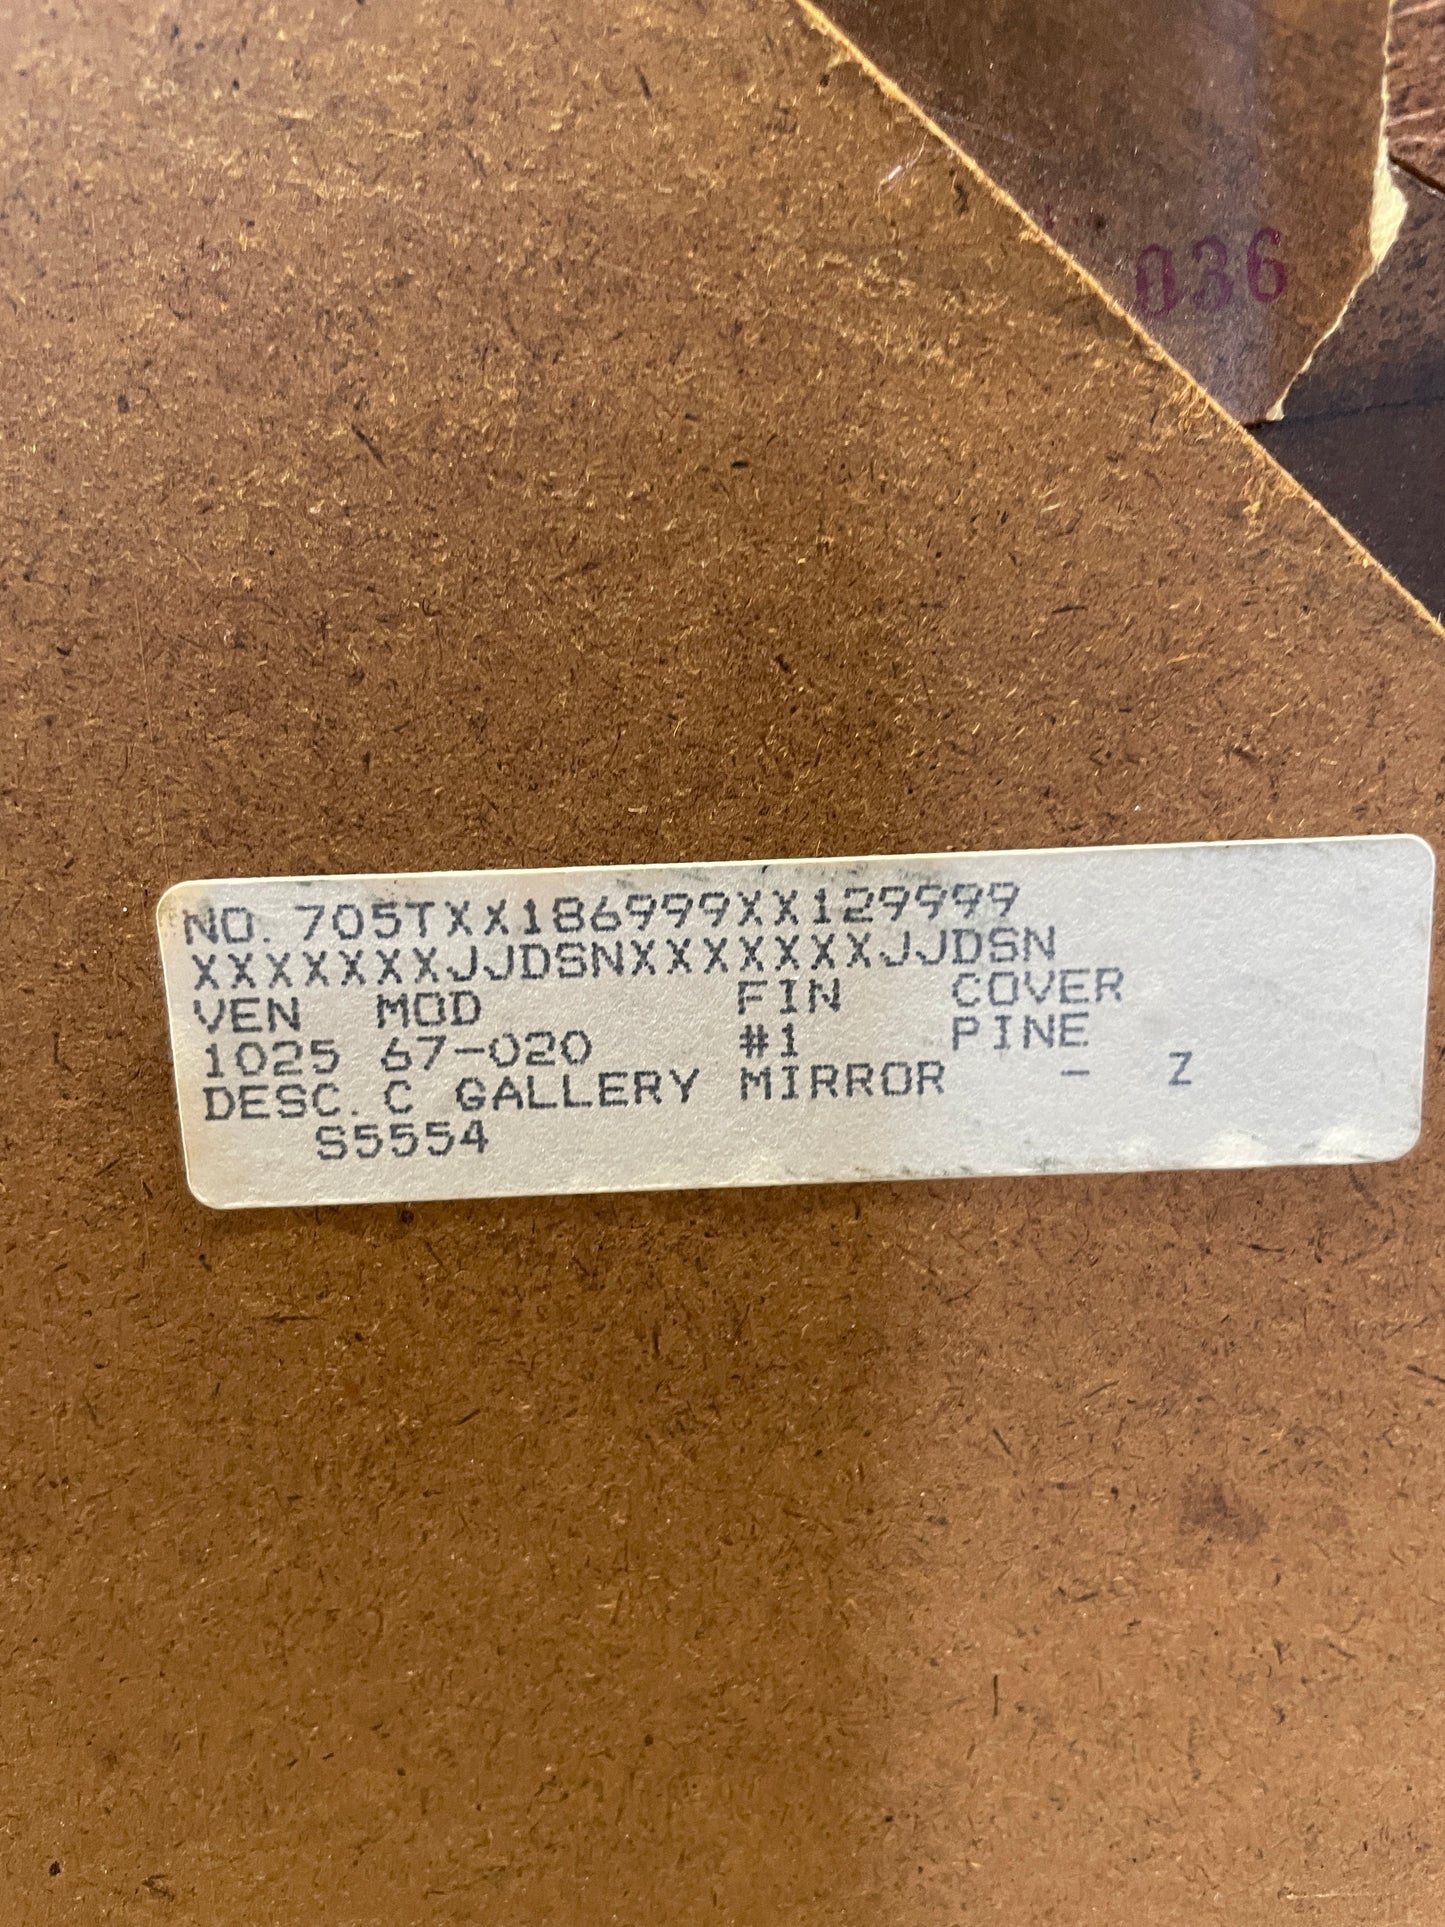 036
NO. 705TXX186999XX129999
XXXXXXXJJDSNXXXXXXXJJDSN
VEN MOD FIN COVER
1025 67-020 #1 PINE
DESC. C GALLERY MIRROR - Z
S5554